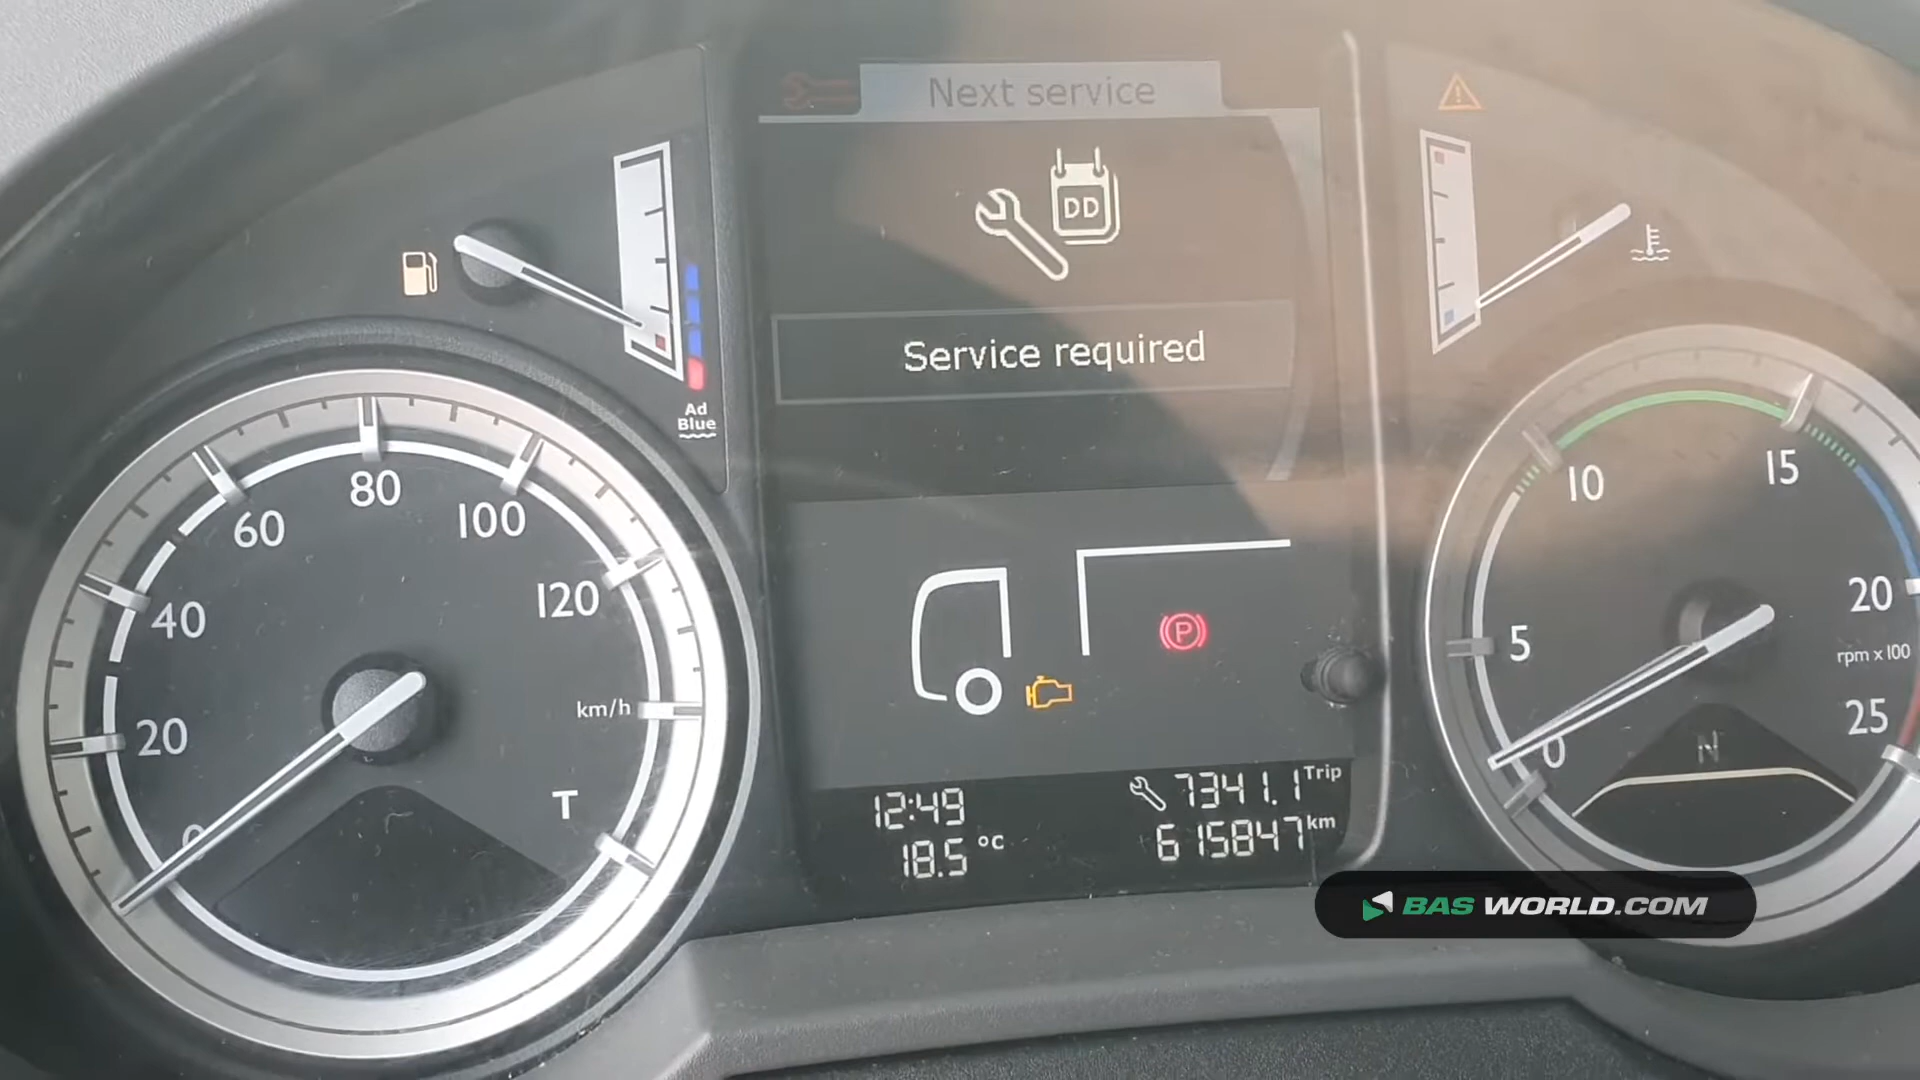 Next service
DD
Service required
Ad
Blue
0
20
40
60
80
100
120
km/h
T
P
12:49
18.5 °C
7341.1 Trip
615847 km
0
5
10
15
20
25
rpm x 100
N
BAS WORLD.COM